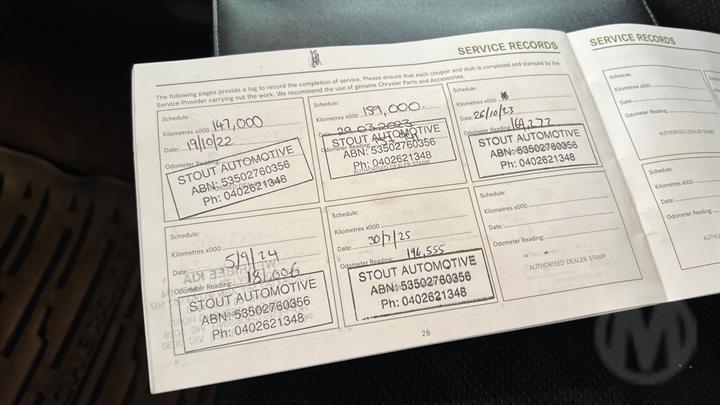 SERVICE RECORDS
The following pages provide a log to record the completion of service. Please ensure that each coupon and stub is completed and stamped by the
Service Provider carrying out the work. We recommend the use of genuine Chrysler Parts and Accessories.
Schedule:
Kilometres x000 147,000
Date: 19/10/22
Odometer Reading:
STOUT AUTOMOTIVE
ABN: 53502760356
Ph: 0402621348
Schedule:
Kilometres x000 159,000.
Date: 22.03.2023
Odometer Reading:
STOUT AUTOMOTIVE
ABN: 53502760356
AUTHORISED DEALER STAMP
Ph: 0402621348
Schedule:
Kilometres x000
Date: 26/10/23
Odometer Reading: 169,272
STOUT AUTOMOTIVE
ABN: 53502760356
Ph: 0402621348
Schedule:
Kilometres x000
Date: 5/9/24
Odometer Reading: 181,006
STOUT AUTOMOTIVE
ABN: 53502760356
Ph: 0402621348
Schedule:
Kilometres x000
Date: 30/7/25
Odometer Reading: 196,555
STOUT AUTOMOTIVE
ABN: 53502760356
Ph: 0402621348
Schedule:
Kilometres x000
Date:
Odometer Reading:
AUTHORISED DEALER STAMP
28
SERVICE RECORDS
Schedule:
Kilometres x000
Date:
Odometer Reading:
AUTHORISED DEALER STAMP
Schedule:
Kilometres x000
Date:
Odometer Reading:
M